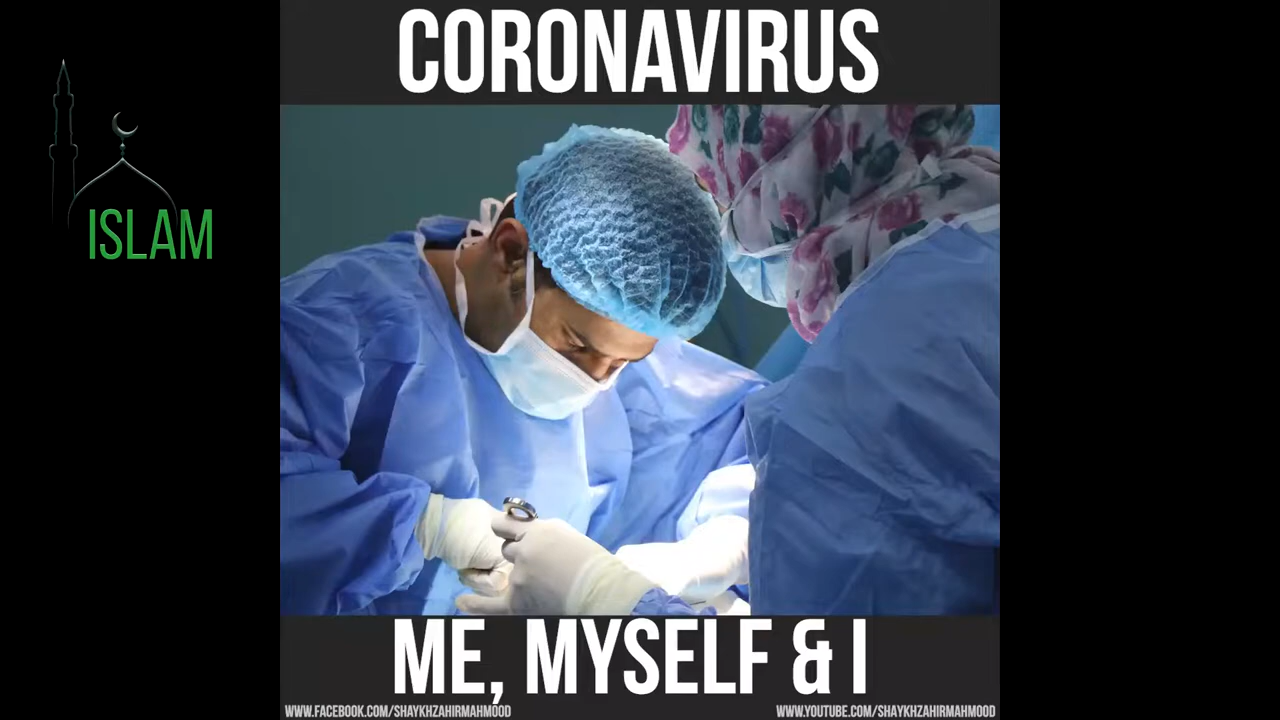 CORONAVIRUS
ISLAM
ME, MYSELF & I
WWW.FACEBOOK.COM/SHAYKHZAHIRMAHMOOD
WWW.YOUTUBE.COM/SHAYKHZAHIRMAHMOOD